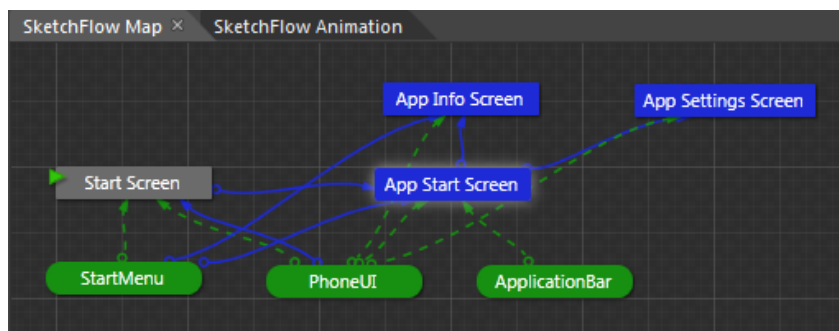 SketchFlow Map ×
SketchFlow Animation
App Info Screen
App Settings Screen
Start Screen
App Start Screen
StartMenu
PhoneUI
ApplicationBar